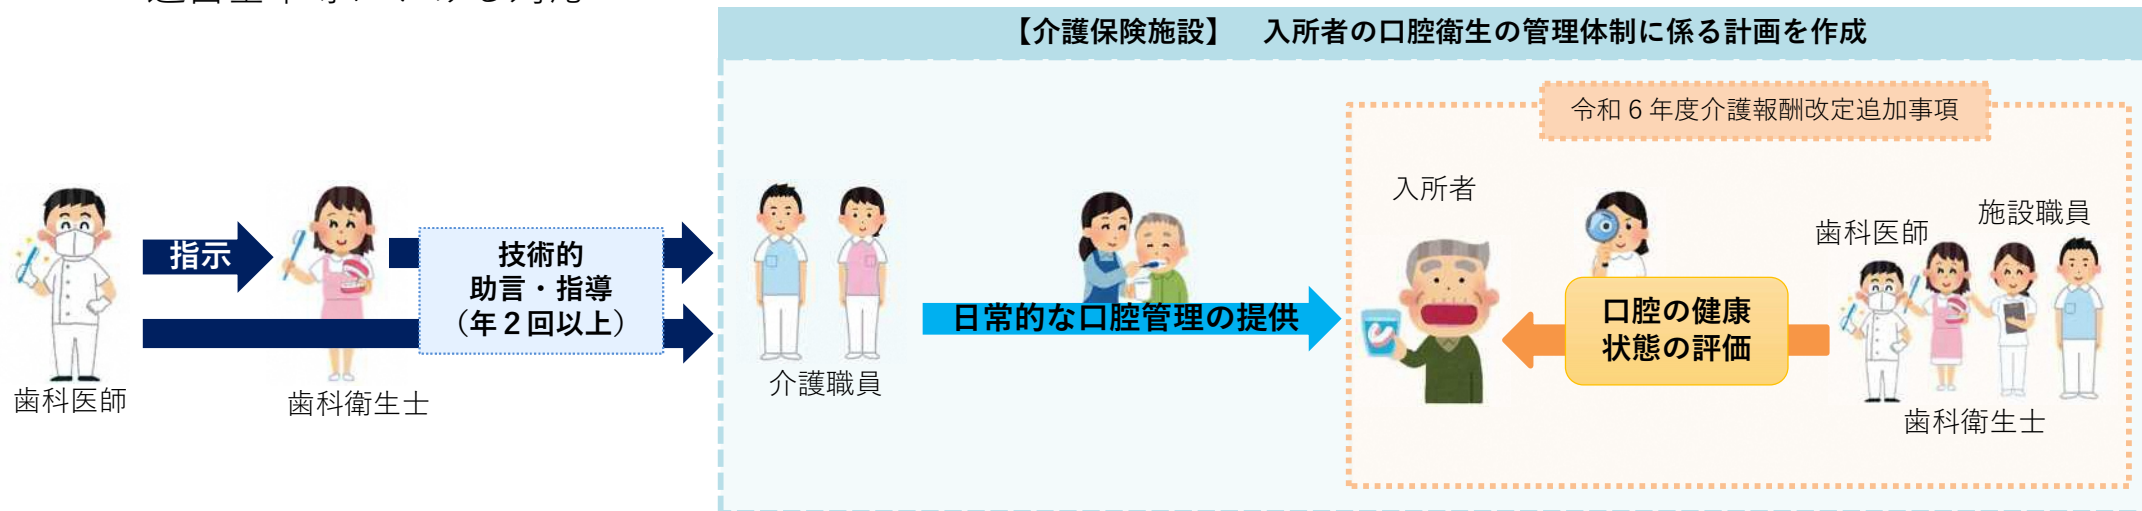 【介護保険施設】　入所者の口腔衛生の管理体制に係る計画を作成
令和６年度介護報酬改定追加事項
指示
技術的
助言・指導
（年２回以上）
歯科医師
歯科衛生士
介護職員
日常的な口腔管理の提供
入所者
口腔の健康
状態の評価
歯科医師
施設職員
歯科衛生士